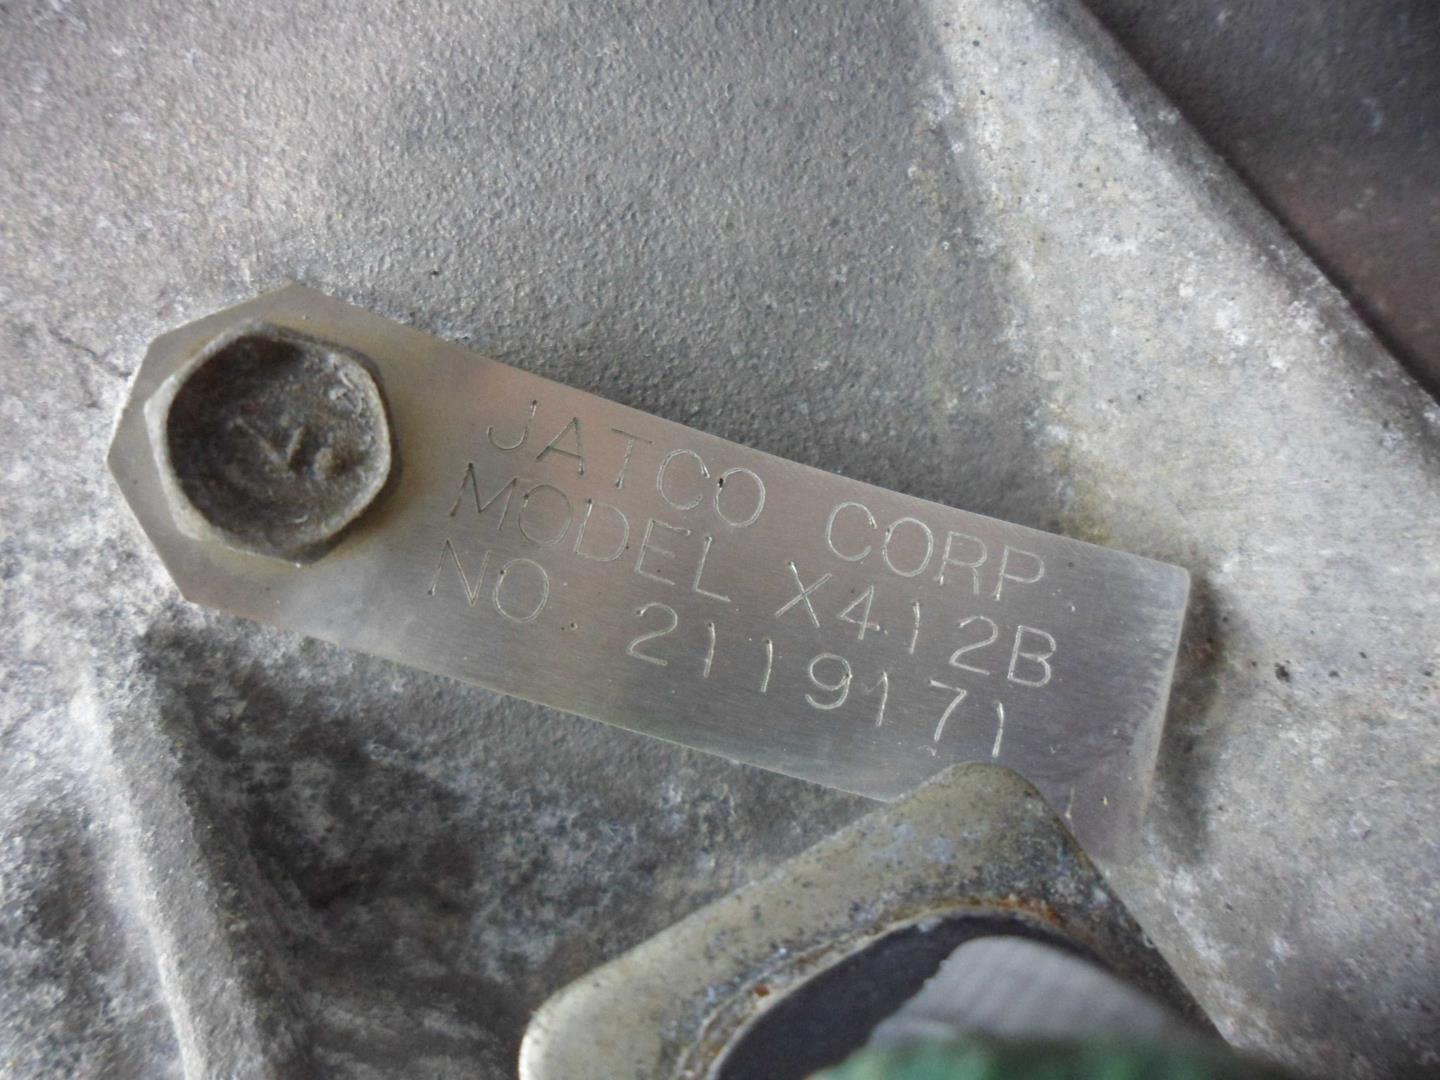 JATCO CORP.
MODEL X412B
NO. 2119171